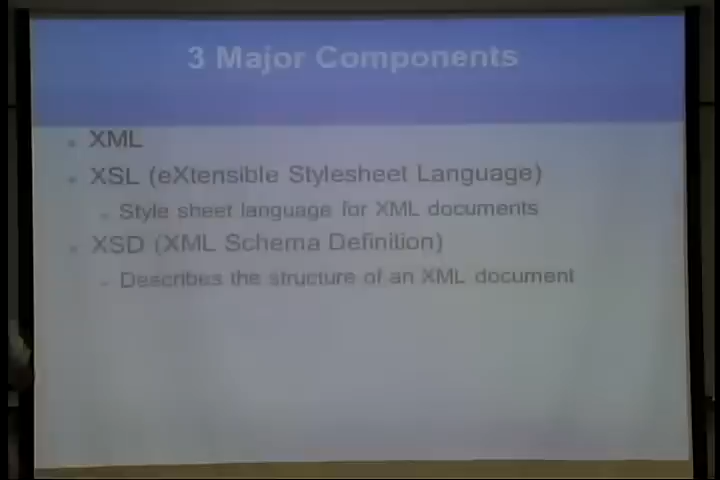 3 Major Components
XML
XSL (eXtensible Stylesheet Language)
Style sheet language for XML documents
XSD (XML Schema Definition)
Describes the structure of an XML document